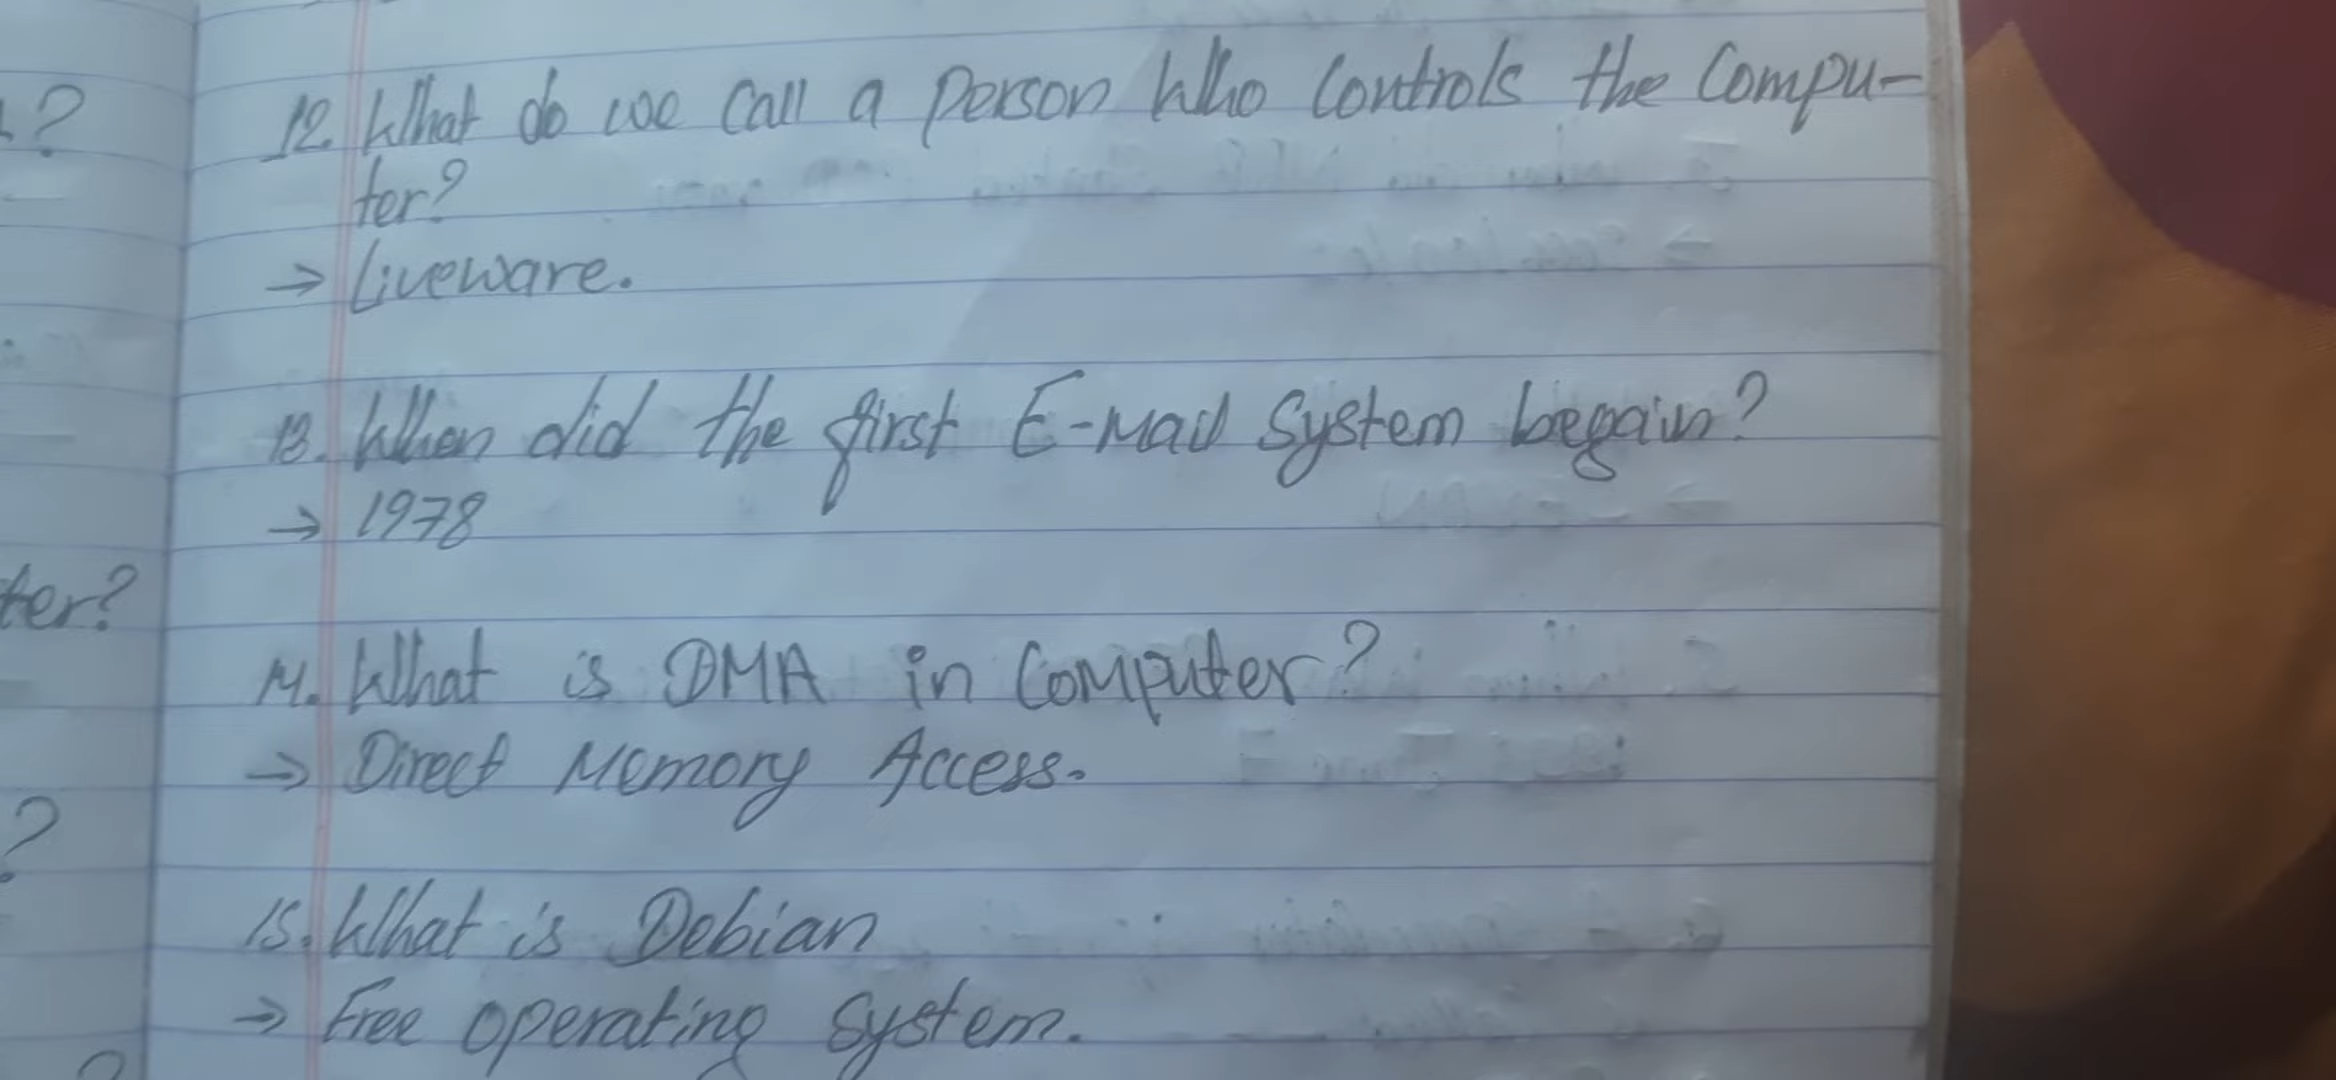 ?
12. What do we call a person who controls the compu-
ter?
→ Liveware.
13. When did the first E-mail system begain?
→ 1978
ter?
14. What is DMA in computer?
→ Direct Memory Access.
?
15. What is Debian
→ Free operating system.
?